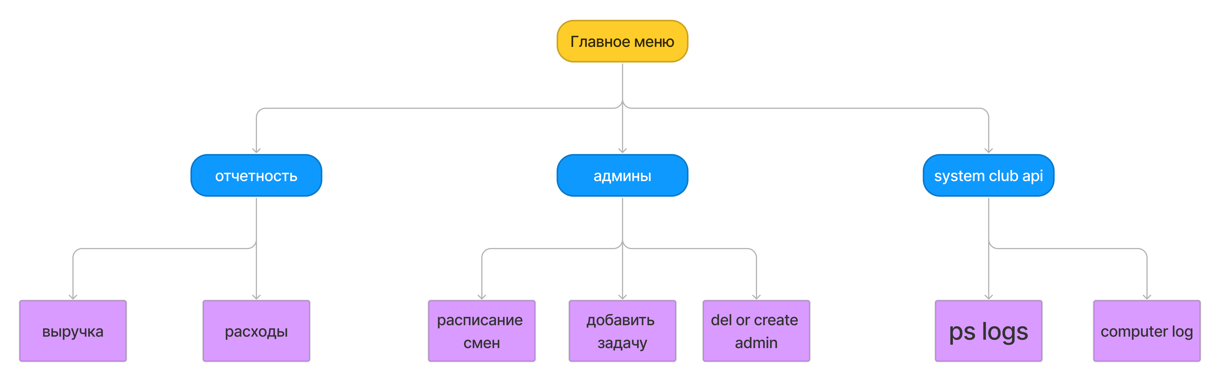 Главное меню
отчетность
админы
system club api
выручка
расходы
расписание
смен
добавить
задачу
del or create
admin
ps logs
computer log